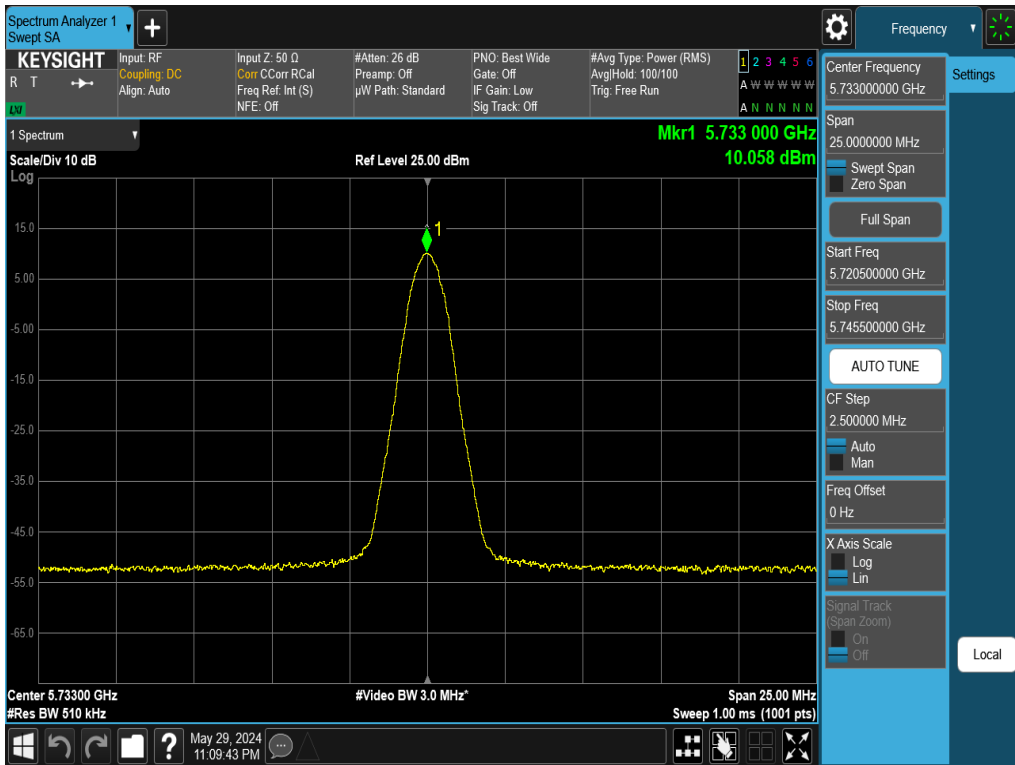 Spectrum Analyzer 1
Swept SA
+
Frequency
KEYSIGHT
R T
LXI
Input: RF
Coupling: DC
Align: Auto
Input Z: 50 Ω
Corr CCorr RCal
Freq Ref: Int (S)
NFE: Off
#Atten: 26 dB
Preamp: Off
µW Path: Standard
PNO: Best Wide
Gate: Off
IF Gain: Low
Sig Track: Off
#Avg Type: Power (RMS)
Avg|Hold: 100/100
Trig: Free Run
1 2 3 4 5 6
A W W W W W
A N N N N N
1 Spectrum
Scale/Div 10 dB
Log
Ref Level 25.00 dBm
Mkr1 5.733 000 GHz
10.058 dBm
1
15.0
5.00
-5.00
-15.0
-25.0
-35.0
-45.0
-55.0
-65.0
Center 5.73300 GHz
#Res BW 510 kHz
#Video BW 3.0 MHz*
Span 25.00 MHz
Sweep 1.00 ms (1001 pts)
Center Frequency
5.733000000 GHz
Span
25.0000000 MHz
Swept Span
Zero Span
Full Span
Start Freq
5.720500000 GHz
Stop Freq
5.745500000 GHz
AUTO TUNE
CF Step
2.500000 MHz
Auto
Man
Freq Offset
0 Hz
X Axis Scale
Log
Lin
Signal Track
(Span Zoom)
On
Off
Settings
Local
?
May 29, 2024
11:09:43 PM